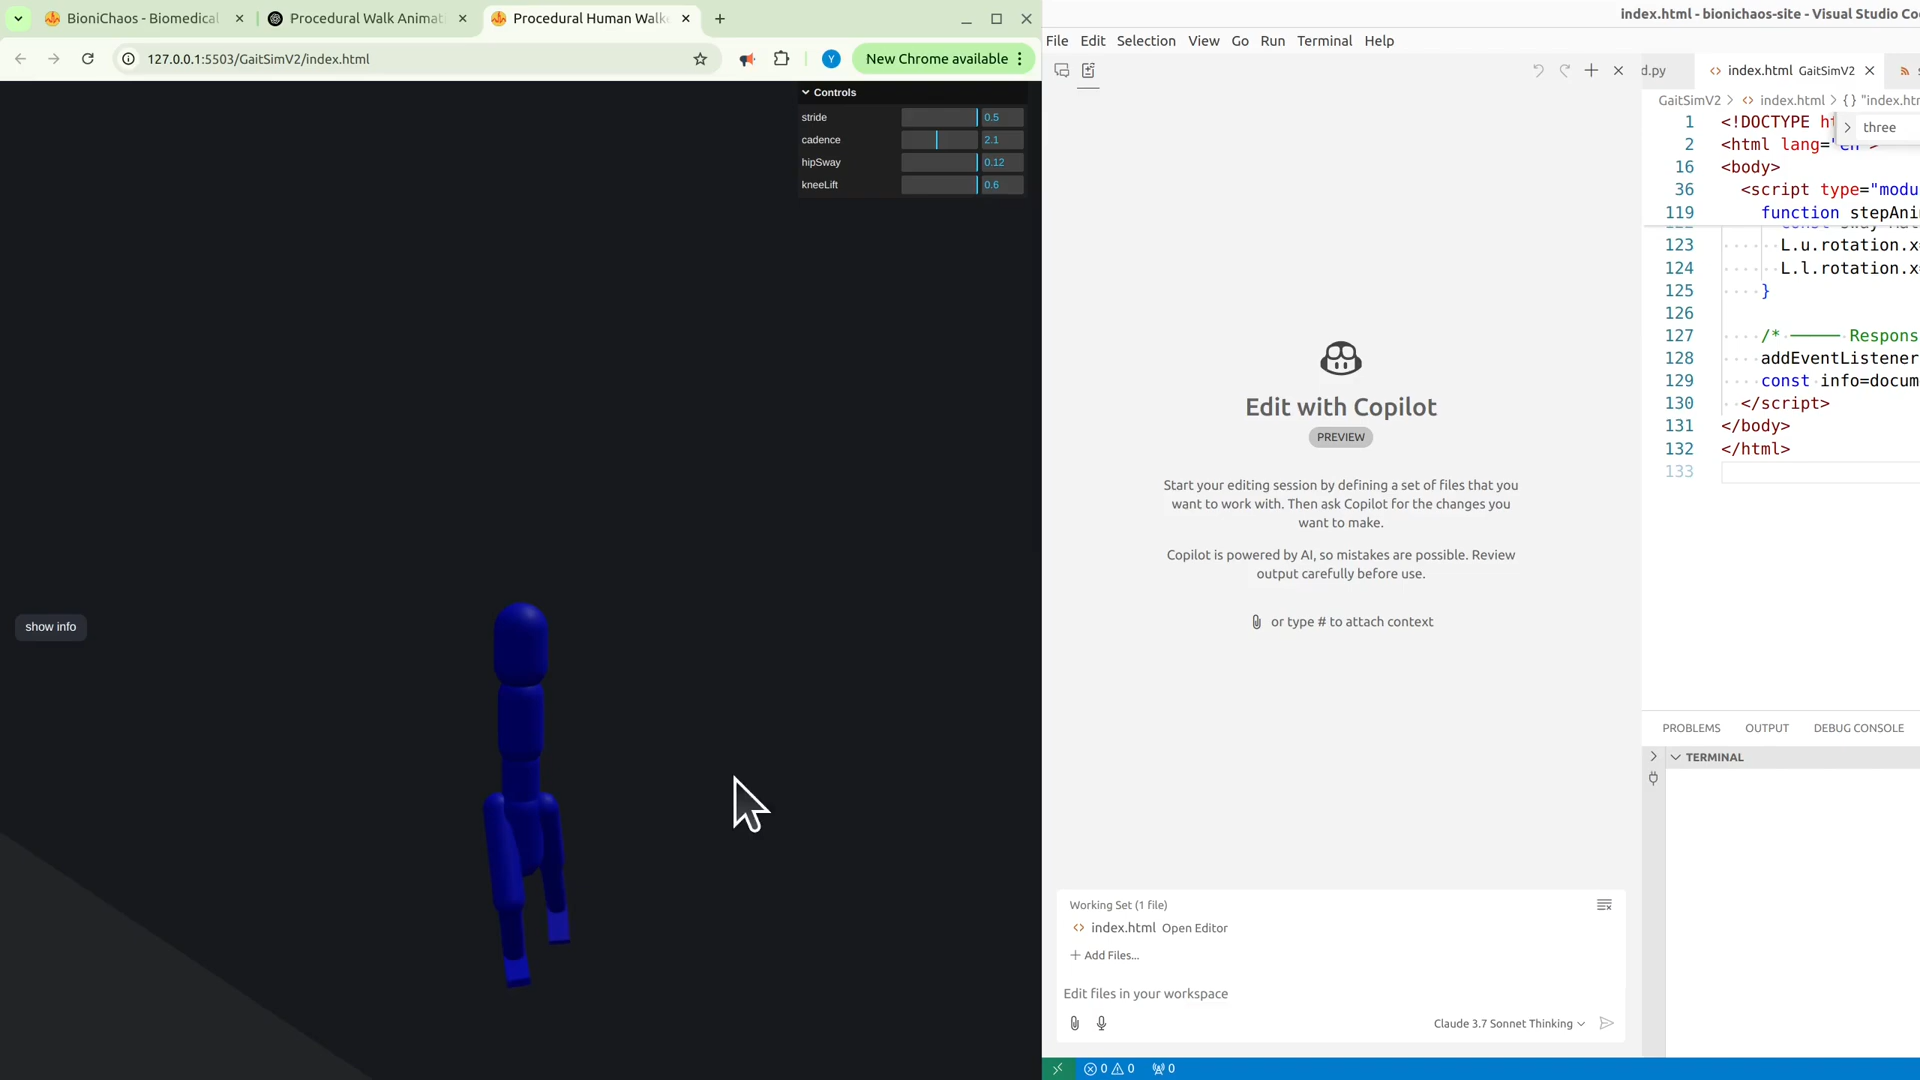 BioniChaos - Biomedical
Procedural Walk Animat
Procedural Human Walke
127.0.0.1:5503/GaitSimV2/index.html
Y
New Chrome available
Controls
stride 0.5
cadence 2.1
hipSway 0.12
kneeLift 0.6
show info
index.html - bionichaos-site - Visual Studio Co
File Edit Selection View Go Run Terminal Help
d.py
index.html GaitSimV2
GaitSimV2 > index.html > {} "index.ht
three
1 <!DOCTYPE ht
2 <html lang="en">
16 <body>
36 <script type="modu
119 function stepAni
123 L.u.rotation.x
124 L.l.rotation.x
125 }
126
127 /* ───── Respons
128 addEventListener
129 const info=docum
130 </script>
131 </body>
132 </html>
133
Edit with Copilot
PREVIEW
Start your editing session by defining a set of files that you
want to work with. Then ask Copilot for the changes you
want to make.
Copilot is powered by AI, so mistakes are possible. Review
output carefully before use.
or type # to attach context
PROBLEMS OUTPUT DEBUG CONSOLE
TERMINAL
Working Set (1 file)
index.html Open Editor
Add Files...
Edit files in your workspace
Claude 3.7 Sonnet Thinking
0 0 0